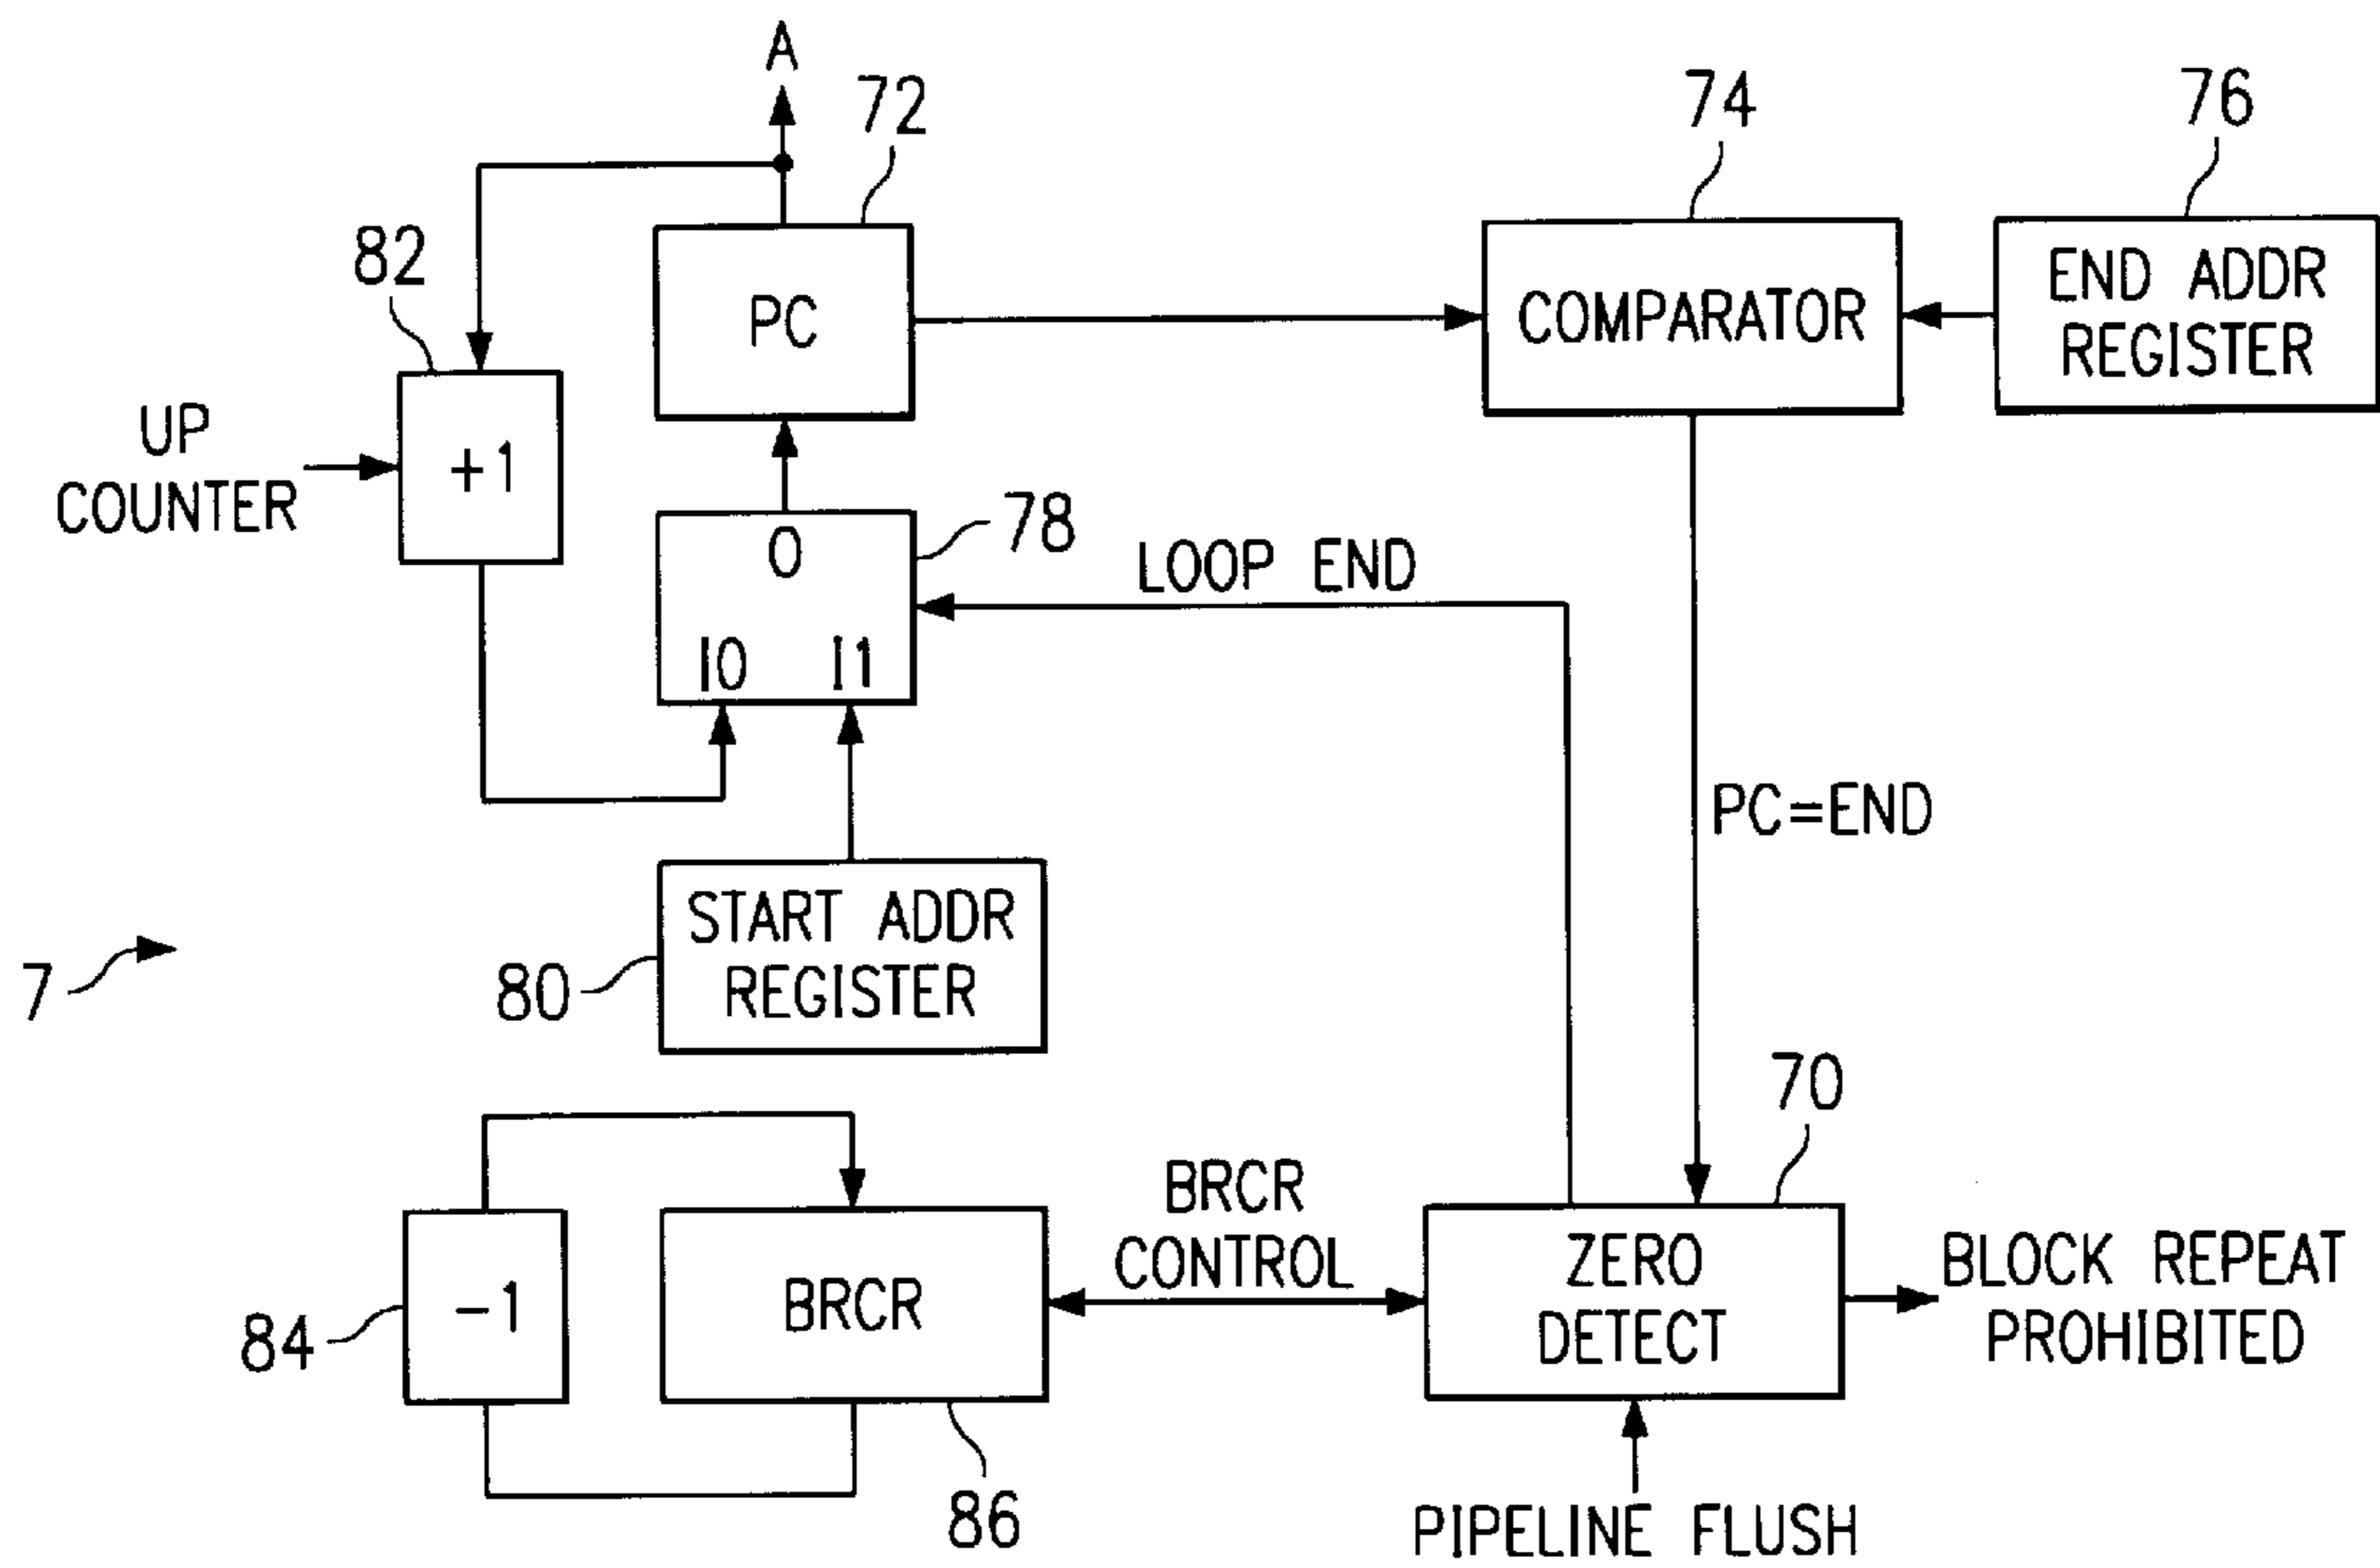 A
72
74
76
82
PC
COMPARATOR
END ADDR
REGISTER
UP
COUNTER
+1
78
O
LOOP END
I0 I1
PC=END
START ADDR
REGISTER
80
7
70
BRCR
CONTROL
ZERO
DETECT
BLOCK REPEAT
PROHIBITED
84
-1
BRCR
86
PIPELINE FLUSH